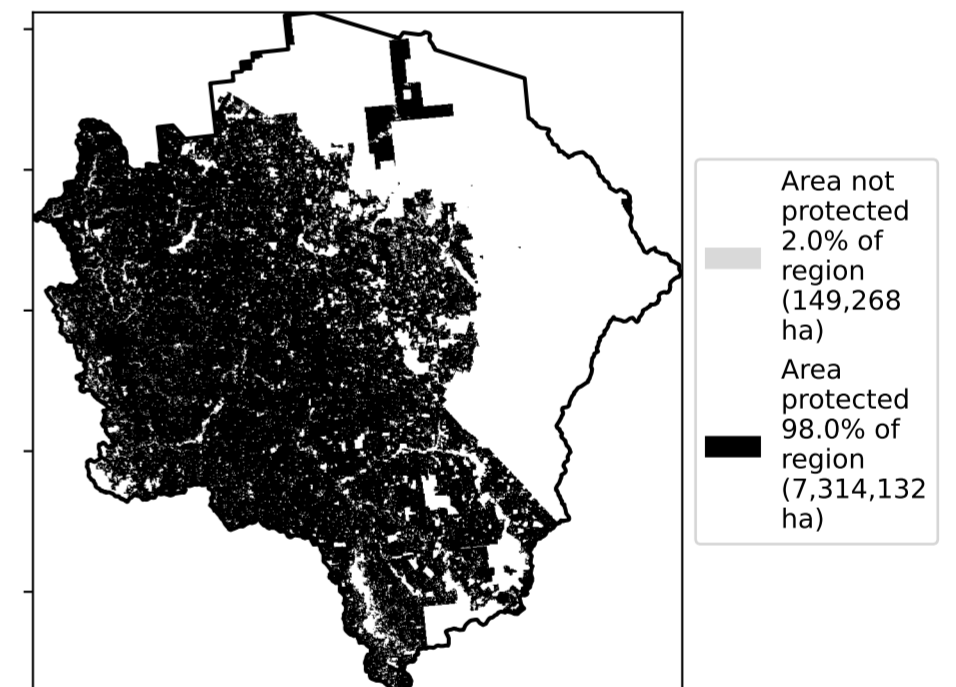 Area not
protected
2.0% of
region
(149,268
ha)
Area
protected
98.0% of
region
(7,314,132
ha)